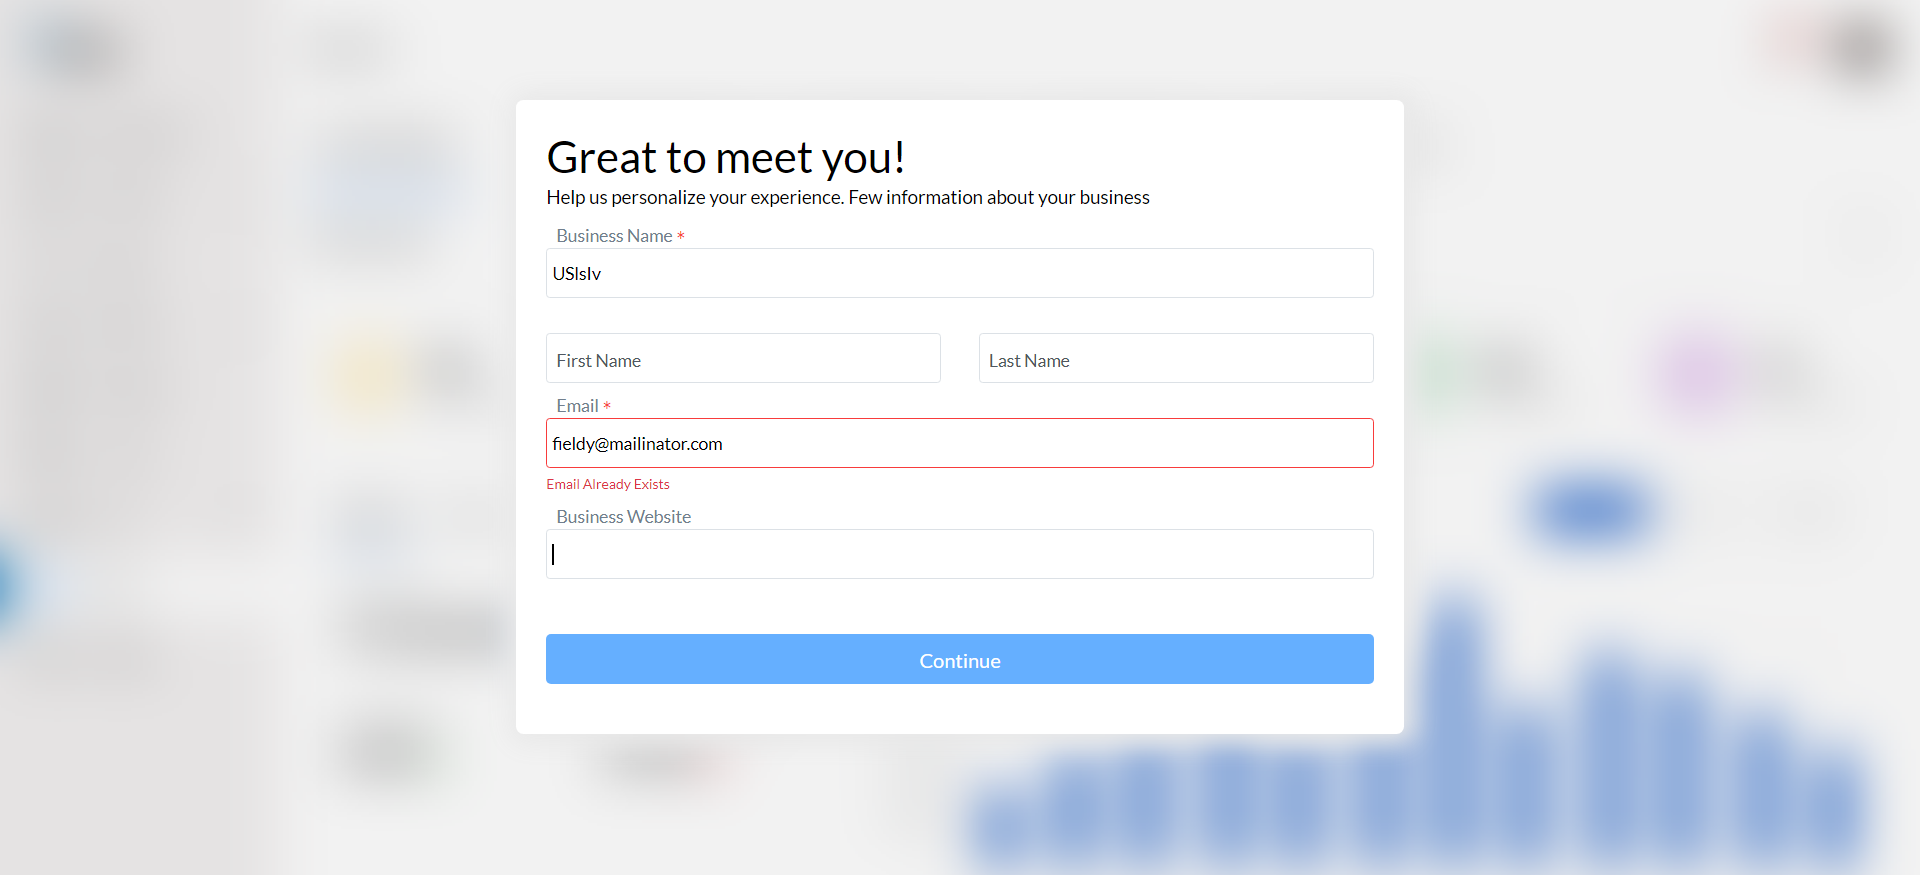 Great to meet you!
Help us personalize your experience. Few information about your business
Business Name *
USlsIv
First Name
Last Name
Email *
fieldy@mailinator.com
Email Already Exists
Business Website
Continue